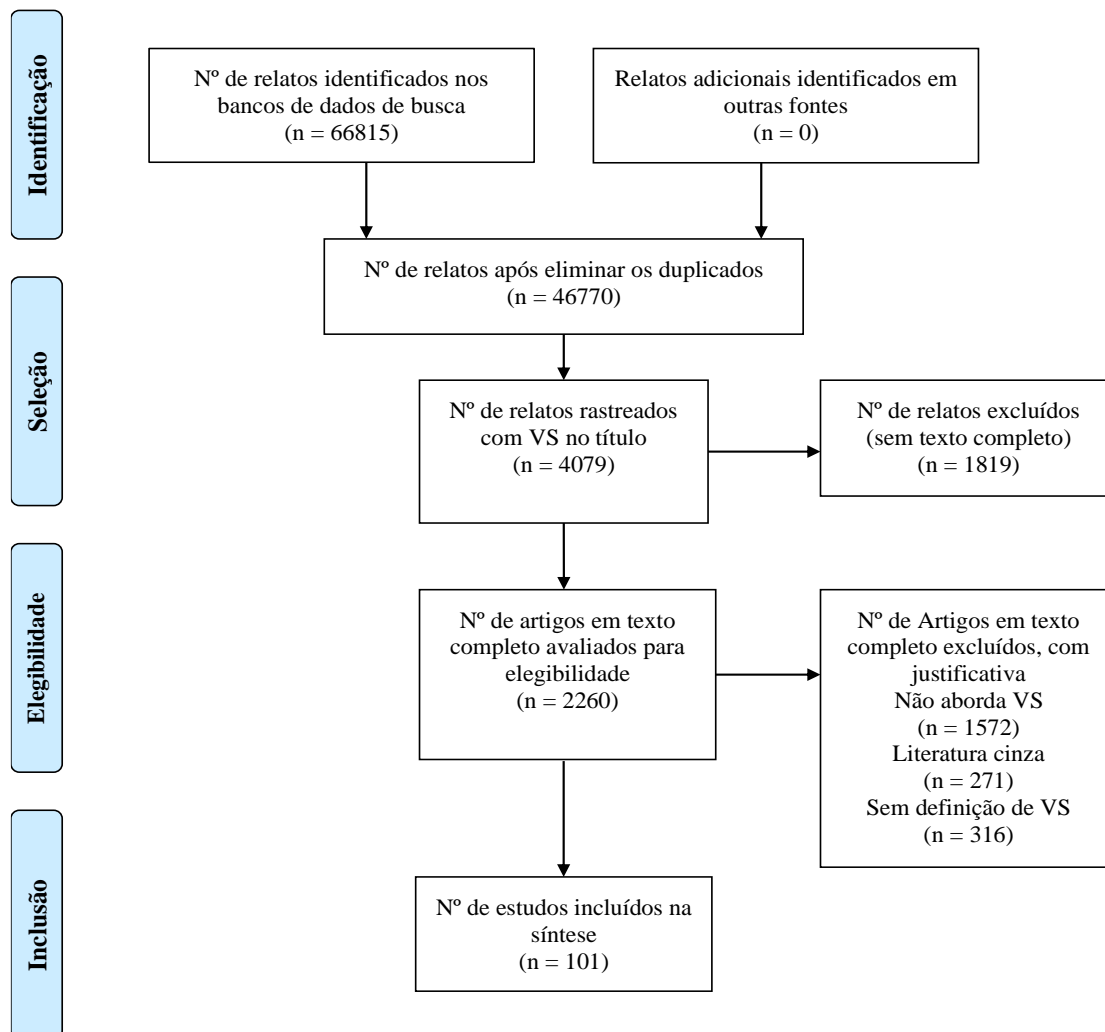 Identificação
Nº de relatos identificados nos
bancos de dados de busca
(n = 66815)
Relatos adicionais identificados em
outras fontes
(n = 0)
Nº de relatos após eliminar os duplicados
(n = 46770)
Seleção
Nº de relatos rastreados
com VS no título
(n = 4079)
Nº de relatos excluídos
(sem texto completo)
(n = 1819)
Elegibilidade
Nº de artigos em texto
completo avaliados para
elegibilidade
(n = 2260)
Nº de Artigos em texto
completo excluídos, com
justificativa
Não aborda VS
(n = 1572)
Literatura cinza
(n = 271)
Sem definição de VS
(n = 316)
Inclusão
Nº de estudos incluídos na
síntese
(n = 101)